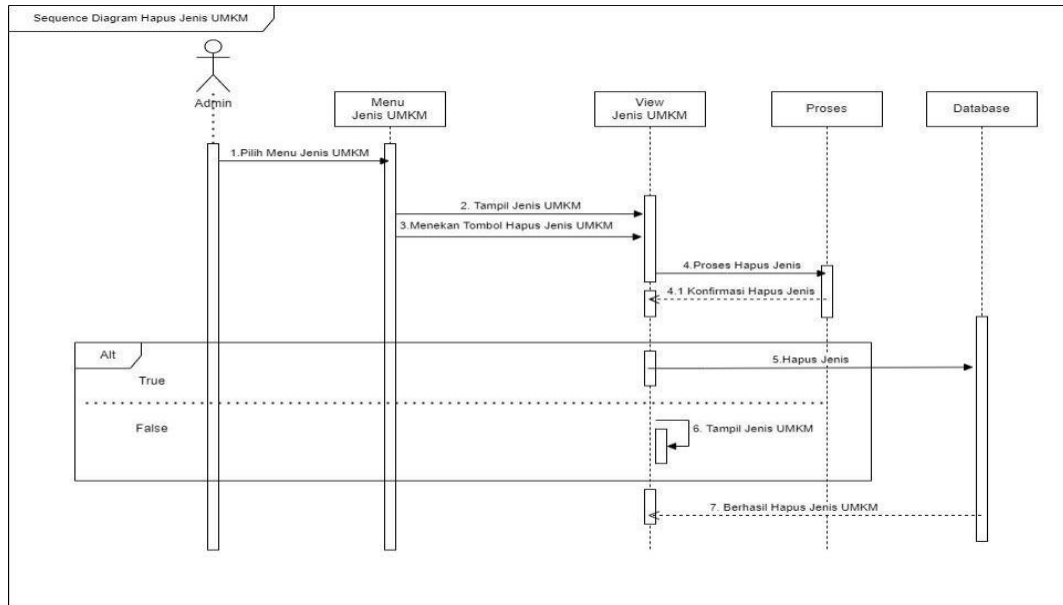 Sequence Diagram Hapus Jenis UMKM
Admin
Menu
Jenis UMKM
View
Jenis UMKM
Proses
Database
1.Pilih Menu Jenis UMKM
2. Tampil Jenis UMKM
3.Menekan Tombol Hapus Jenis UMKM
4.Proses Hapus Jenis
4.1 Konfirmasi Hapus Jenis
Alt
5.Hapus Jenis
True
False
6. Tampil Jenis UMKM
7. Berhasil Hapus Jenis UMKM